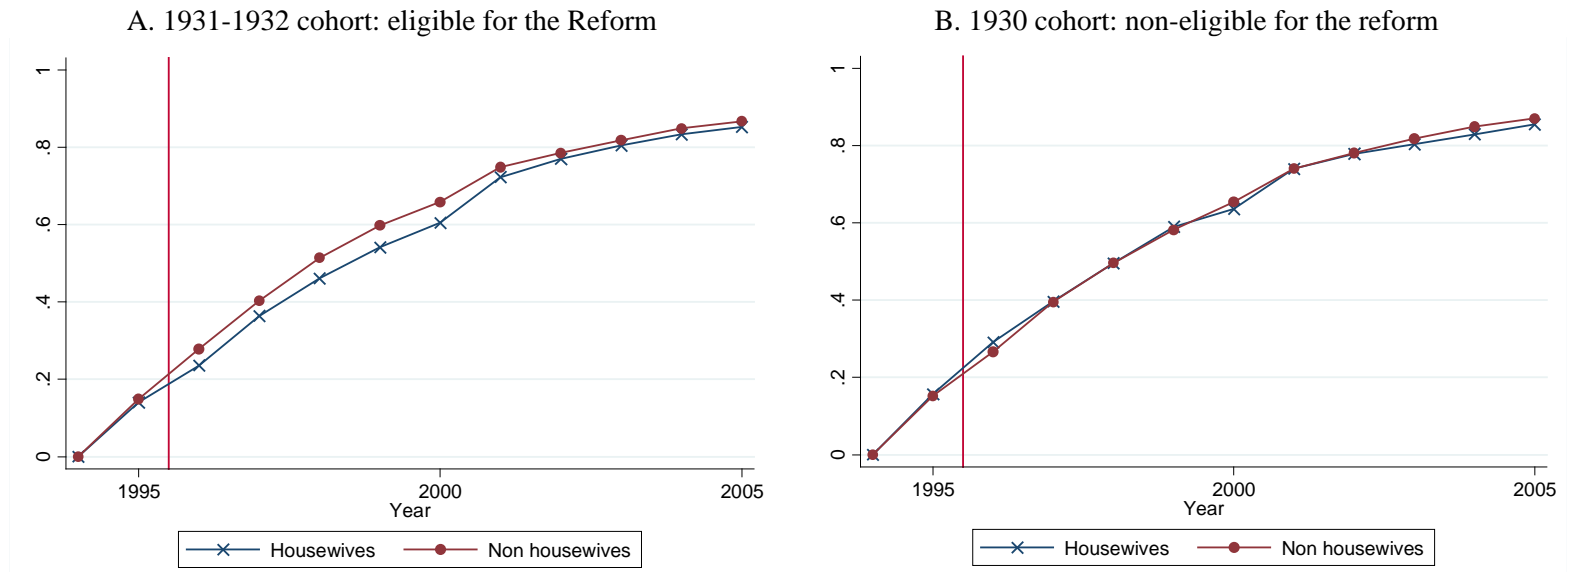 A. 1931-1932 cohort: eligible for the Reform
1
.8
.6
.4
.2
0
1995
2000
2005
Year
Housewives
Non housewives
B. 1930 cohort: non-eligible for the reform
1
.8
.6
.4
.2
0
1995
2000
2005
Year
Housewives
Non housewives